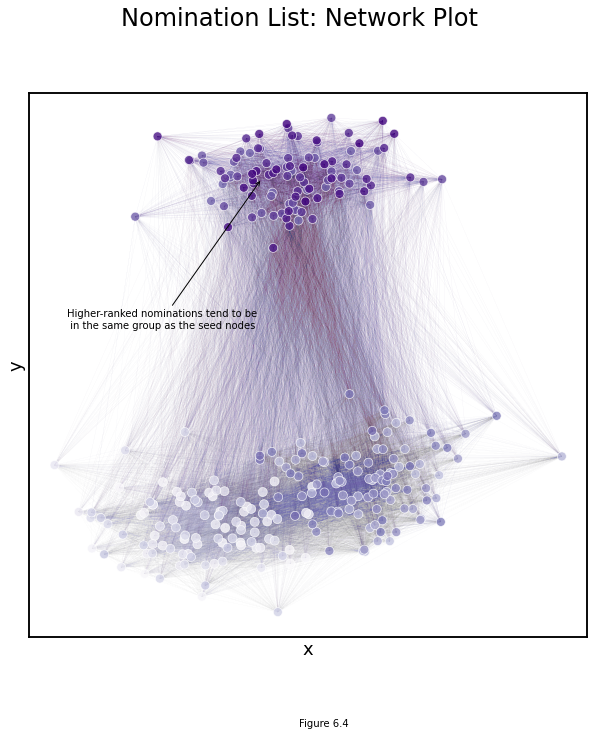 Nomination List: Network Plot
Higher-ranked nominations tend to be
in the same group as the seed nodes
y
x
Figure 6.4